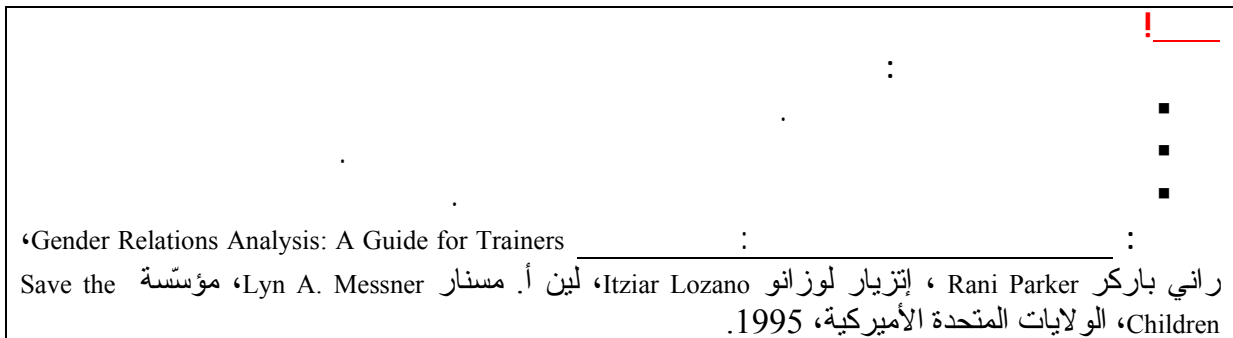 !
:
▪ .
▪ .
▪ .
: : Gender Relations Analysis: A Guide for Trainers،
راني باركر Rani Parker ، إتزيار لوزانو Itziar Lozano، لين أ. مسنار Lyn A. Messner، مؤسّسة Save the
Children، الولايات المتحدة الأميركية، 1995.